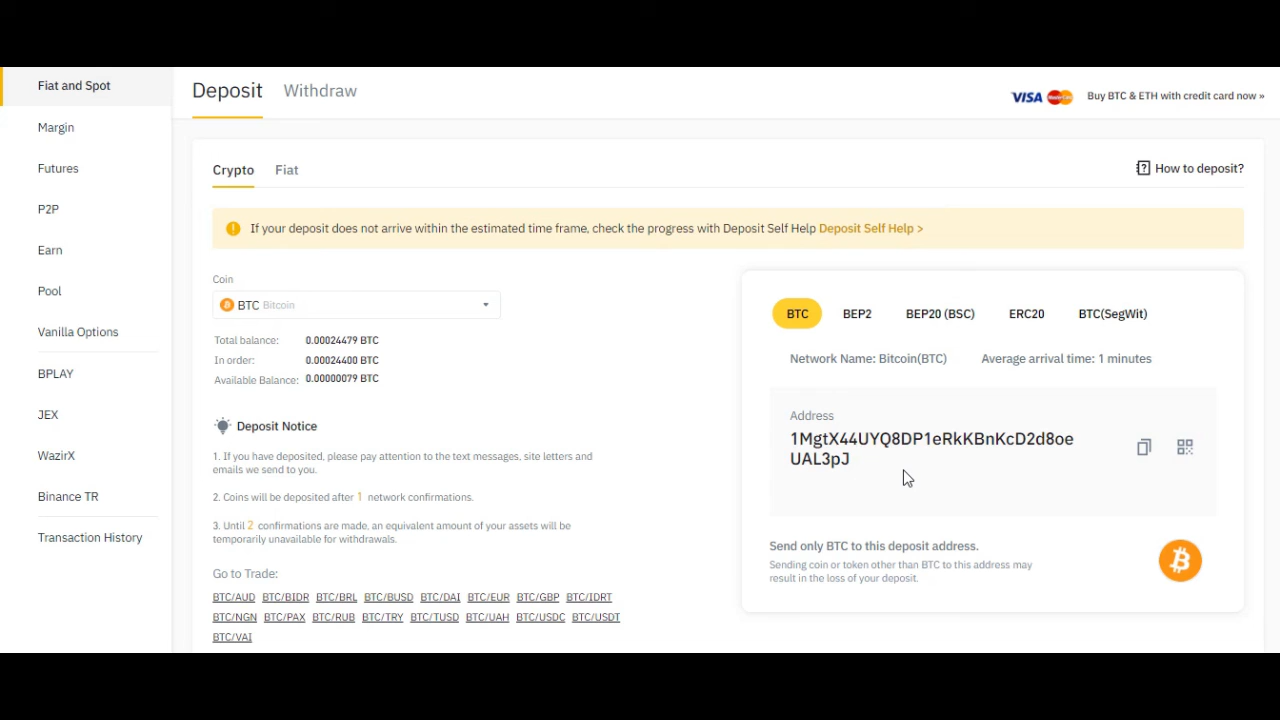 Fiat and Spot
Margin
Futures
P2P
Earn
Pool
Vanilla Options
BPLAY
JEX
WazirX
Binance TR
Transaction History
Deposit Withdraw
VISA MasterCard Buy BTC & ETH with credit card now »
Crypto Fiat
How to deposit?
If your deposit does not arrive within the estimated time frame, check the progress with Deposit Self Help Deposit Self Help >
Coin
BTC Bitcoin
Total balance: 0.00024479 BTC
In order: 0.00024400 BTC
Available Balance: 0.00000079 BTC
Deposit Notice
1. If you have deposited, please pay attention to the text messages, site letters and
emails we send to you.
2. Coins will be deposited after 1 network confirmations.
3. Until 2 confirmations are made, an equivalent amount of your assets will be
temporarily unavailable for withdrawals.
Go to Trade:
BTC/AUD BTC/BIDR BTC/BRL BTC/BUSD BTC/DAI BTC/EUR BTC/GBP BTC/IDRT
BTC/NGN BTC/PAX BTC/RUB BTC/TRY BTC/TUSD BTC/UAH BTC/USDC BTC/USDT
BTC/VAI
BTC BEP2 BEP20 (BSC) ERC20 BTC(SegWit)
Network Name: Bitcoin(BTC) Average arrival time: 1 minutes
Address
1MgtX44UYQ8DP1eRkKBnKcD2d8oe
UAL3pJ
Send only BTC to this deposit address.
Sending coin or token other than BTC to this address may
result in the loss of your deposit.